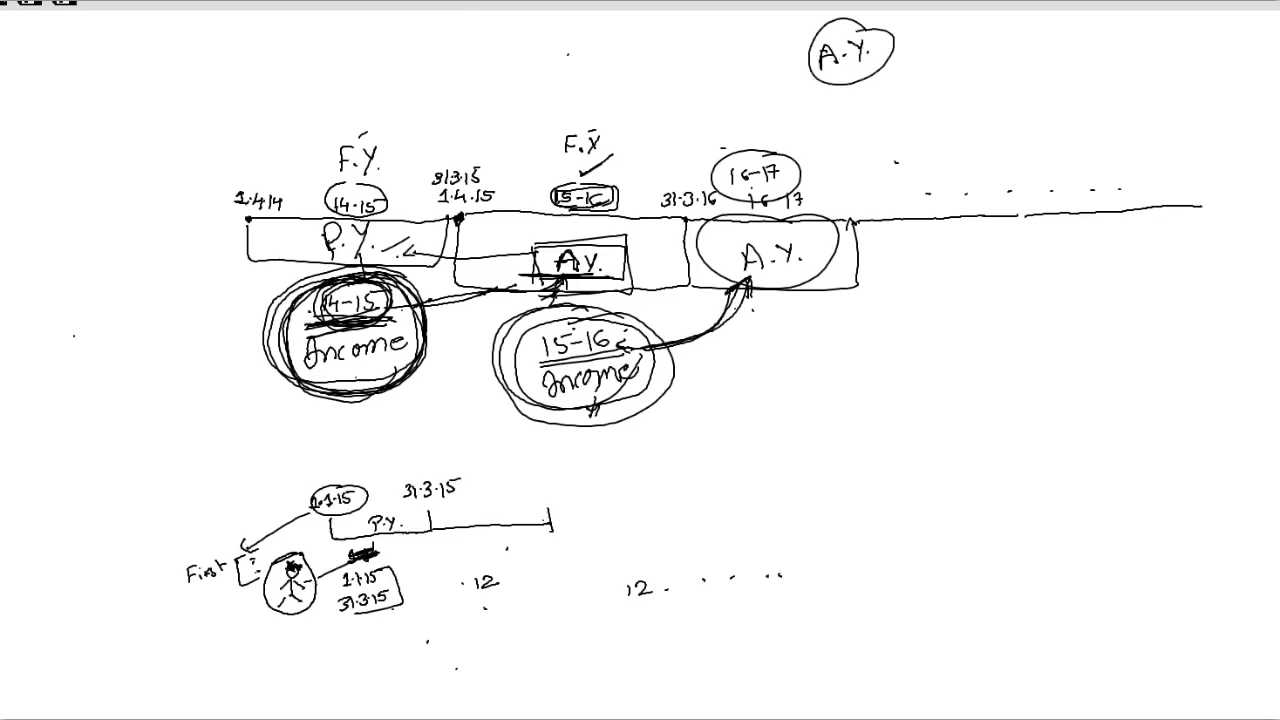 A.Y.
F.Y.
F.Y
1.4.14
14-15
31.3.15
1.4.15
15-16
31.3.16
16-17
16 17
P.Y.
A.Y.
A.Y.
14-15
Income
15-16
Income
1.1.15
31.3.15
P.Y.
First
1.1.15
31.3.15
12
12